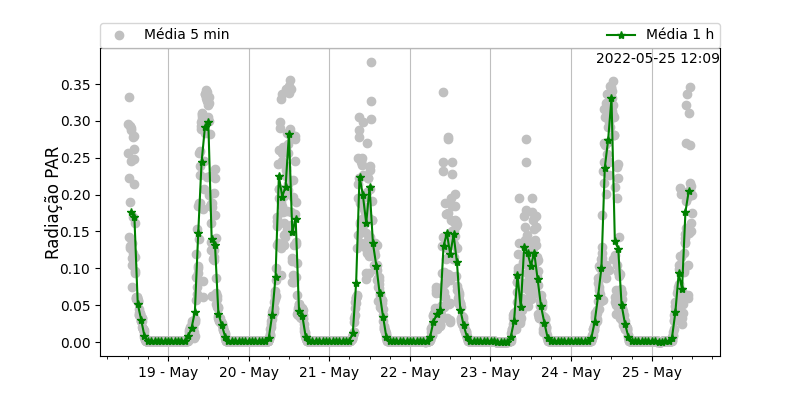 Média 5 min
Média 1 h
2022-05-25 12:09
Radiação PAR
0.35
0.30
0.25
0.20
0.15
0.10
0.05
0.00
19 - May
20 - May
21 - May
22 - May
23 - May
24 - May
25 - May